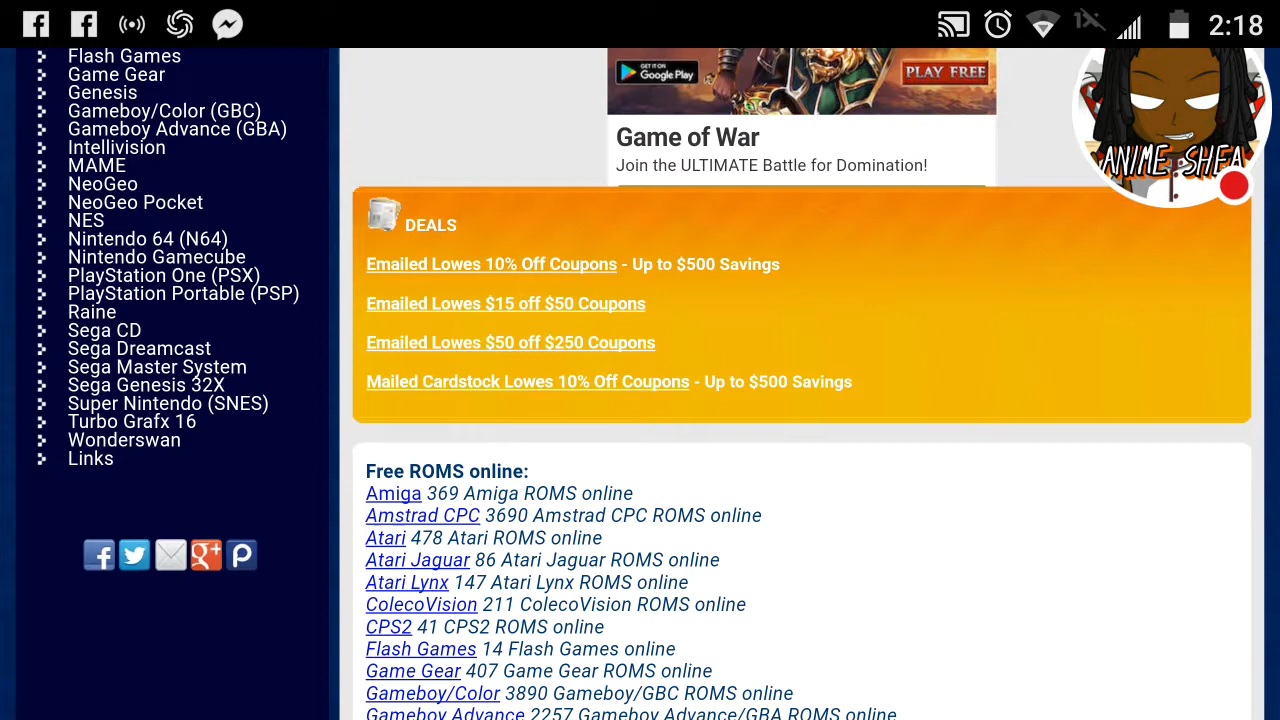 2:18
Flash Games
Game Gear
Genesis
Gameboy/Color (GBC)
Gameboy Advance (GBA)
Intellivision
MAME
NeoGeo
NeoGeo Pocket
NES
Nintendo 64 (N64)
Nintendo Gamecube
PlayStation One (PSX)
PlayStation Portable (PSP)
Raine
Sega CD
Sega Dreamcast
Sega Master System
Sega Genesis 32X
Super Nintendo (SNES)
Turbo Grafx 16
Wonderswan
Links
GET IT ON
Google Play
PLAY FREE
Game of War
Join the ULTIMATE Battle for Domination!
ANIME SHEA
DEALS
Emailed Lowes 10% Off Coupons - Up to $500 Savings
Emailed Lowes $15 off $50 Coupons
Emailed Lowes $50 off $250 Coupons
Mailed Cardstock Lowes 10% Off Coupons - Up to $500 Savings
Free ROMS online:
Amiga 369 Amiga ROMS online
Amstrad CPC 3690 Amstrad CPC ROMS online
Atari 478 Atari ROMS online
Atari Jaguar 86 Atari Jaguar ROMS online
Atari Lynx 147 Atari Lynx ROMS online
ColecoVision 211 ColecoVision ROMS online
CPS2 41 CPS2 ROMS online
Flash Games 14 Flash Games online
Game Gear 407 Game Gear ROMS online
Gameboy/Color 3890 Gameboy/GBC ROMS online
Gameboy Advance 2257 Gameboy Advance/GBA ROMS online